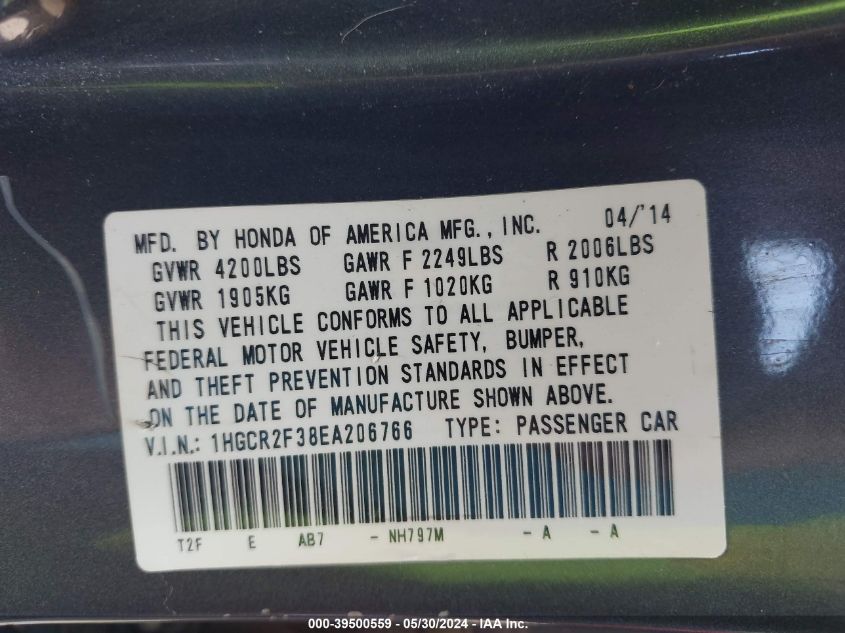 MFD. BY HONDA OF AMERICA MFG., INC. 04/'14
GVWR 4200LBS GAWR F 2249LBS R 2006LBS
GVWR 1905KG GAWR F 1020KG R 910KG
THIS VEHICLE CONFORMS TO ALL APPLICABLE
FEDERAL MOTOR VEHICLE SAFETY, BUMPER,
AND THEFT PREVENTION STANDARDS IN EFFECT
ON THE DATE OF MANUFACTURE SHOWN ABOVE.
V.I.N.: 1HGCR2F38EA206766 TYPE: PASSENGER CAR
T2F E AB7 - NH797M - A - A
000-39500559 - 05/30/2024 - IAA Inc.